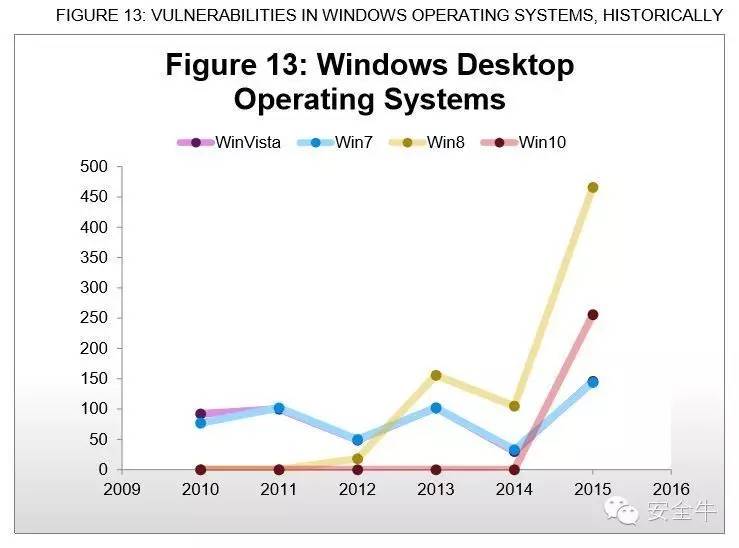 FIGURE 13: VULNERABILITIES IN WINDOWS OPERATING SYSTEMS, HISTORICALLY
Figure 13: Windows Desktop
Operating Systems
WinVista Win7 Win8 Win10
500
450
400
350
300
250
200
150
100
50
0
2009 2010 2011 2012 2013 2014 2015 2016
安全牛